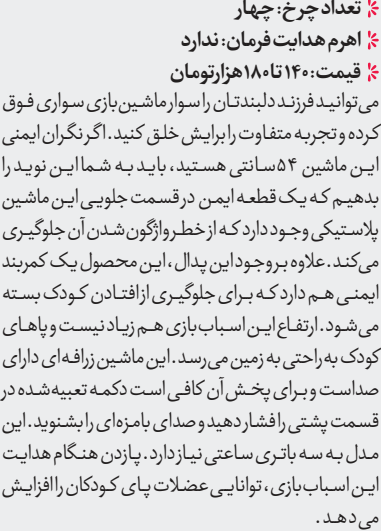 تعداد چرخ: چهار
اهرم هدایت فرمان: ندارد
قیمت: ۱۴۰ تا ۱۸۰ هزار تومان
می‌توانید فرزند دلبندتان را سوار ماشین‌بازی سواری فوق
کرده و تجربه متفاوت را برایش خلق کنید. اگر نگران ایمنی
این ماشین ۵۴ سانتی هستید، باید به شما این نوید را
بدهیم که یک قطعه ایمن در قسمت جلویی این ماشین
پلاستیکی وجود دارد که از خطر واژگون شدن آن جلوگیری
می‌کند. علاوه بر وجود این پدال، این محصول یک کمربند
ایمنی هم دارد که برای جلوگیری از افتادن کودک بسته
می‌شود. ارتفاع این اسباب‌بازی هم زیاد نیست و پاهای
کودک به راحتی به زمین می‌رسد. این ماشین زرافه‌ای دارای
صداست و برای پخش آن کافی است دکمه تعبیه‌شده در
قسمت پشتی را فشار دهید و صدای بامزه‌ای را بشنوید. این
مدل به سه باتری ساعتی نیاز دارد. پا زدن هنگام هدایت
این اسباب‌بازی، توانایی عضلات پای کودکان را افزایش
می‌دهد.